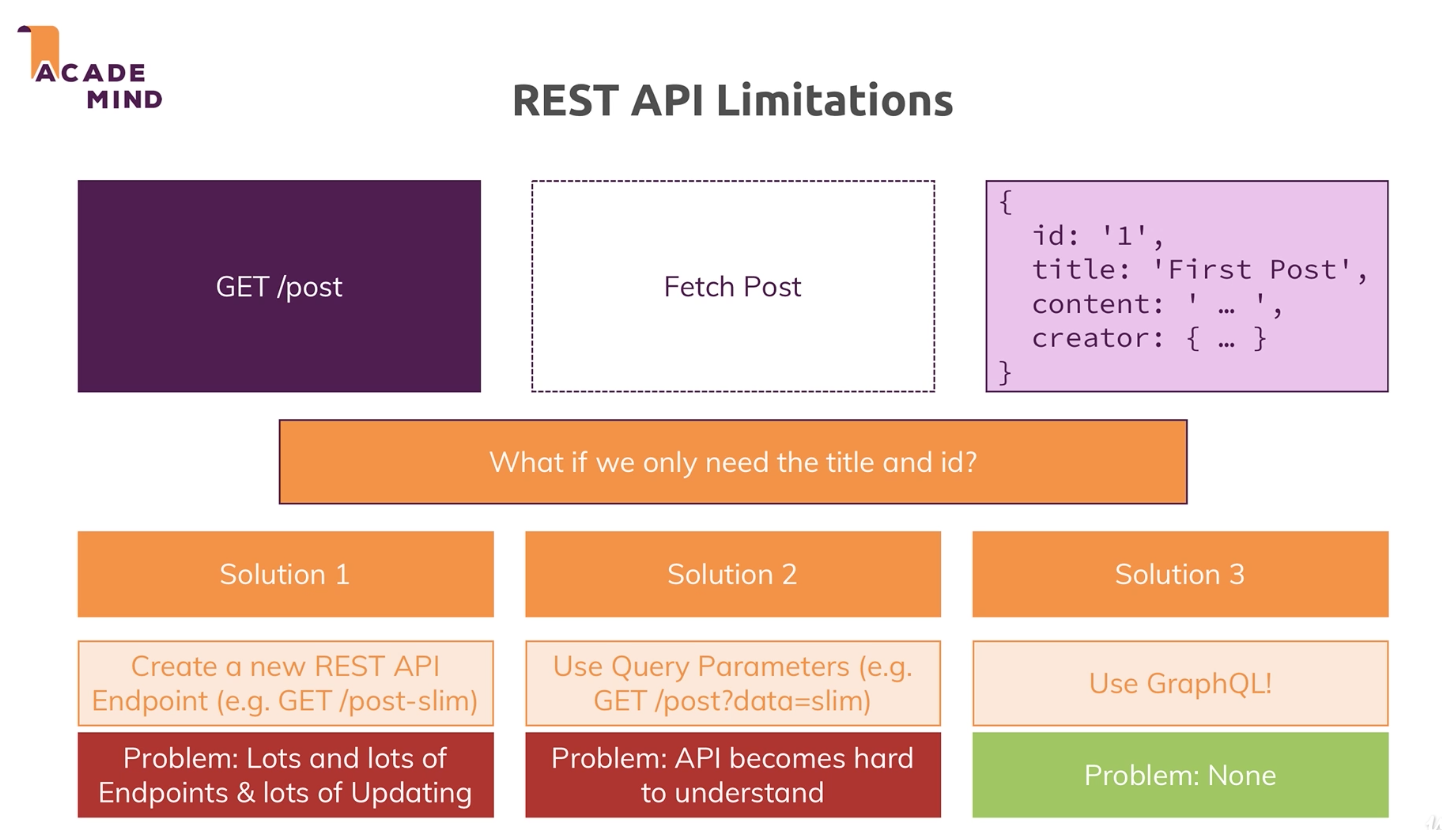 ACADE
MIND
REST API Limitations
GET /post
Fetch Post
{
id: '1',
title: 'First Post',
content: ' … ',
creator: { … }
}
What if we only need the title and id?
Solution 1
Solution 2
Solution 3
Create a new REST API
Endpoint (e.g. GET /post-slim)
Use Query Parameters (e.g.
GET /post?data=slim)
Use GraphQL!
Problem: Lots and lots of
Endpoints & lots of Updating
Problem: API becomes hard
to understand
Problem: None